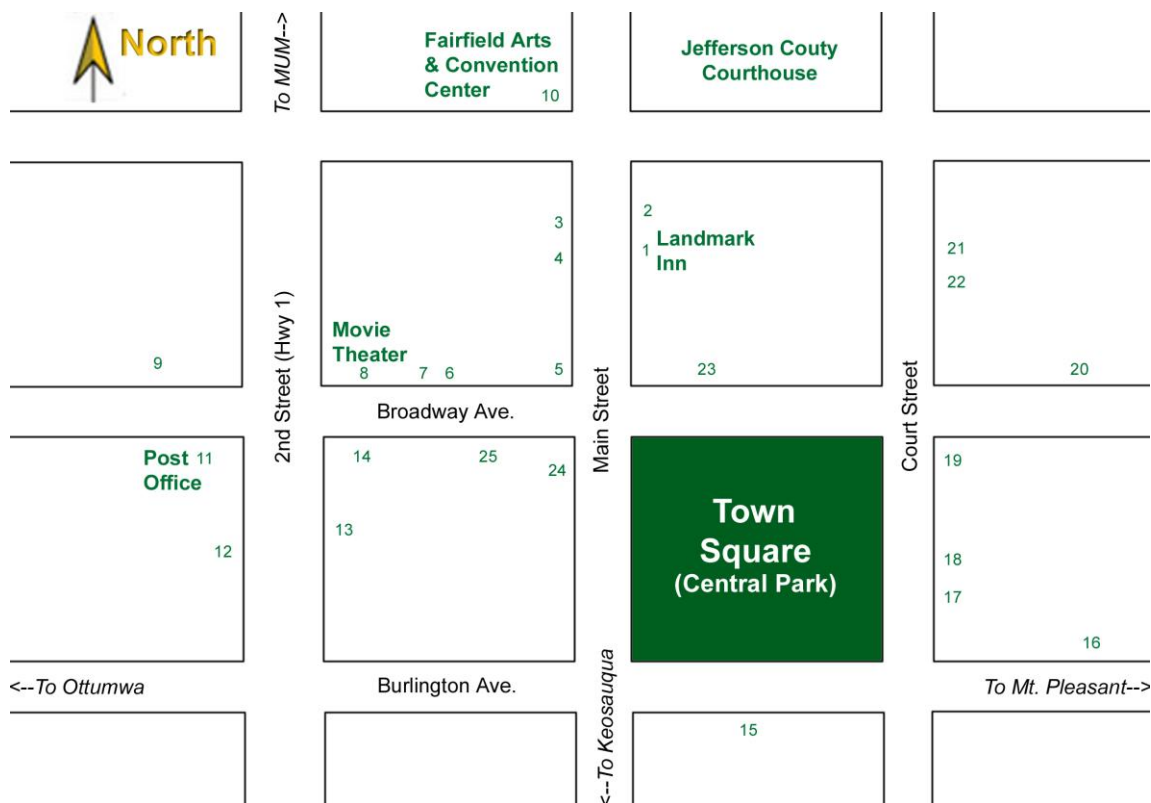 North
To MUM-->
Fairfield Arts
& Convention
Center
10
Jefferson Couty
Courthouse
3
4
2
1
Landmark
Inn
21
22
2nd Street (Hwy 1)
Movie
Theater
9
8
7
6
5
23
20
Broadway Ave.
Main Street
Court Street
Post
Office
11
12
14
25
24
13
Town
Square
(Central Park)
19
18
17
16
<--To Ottumwa
Burlington Ave.
<--To Keosauqua
To Mt. Pleasant-->
15